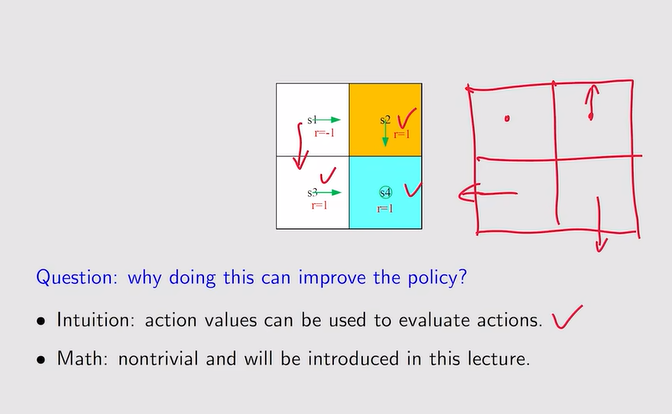 s1
s2
r=-1
r=1
s3
s4
r=1
r=1
Question: why doing this can improve the policy?
• Intuition: action values can be used to evaluate actions.
• Math: nontrivial and will be introduced in this lecture.